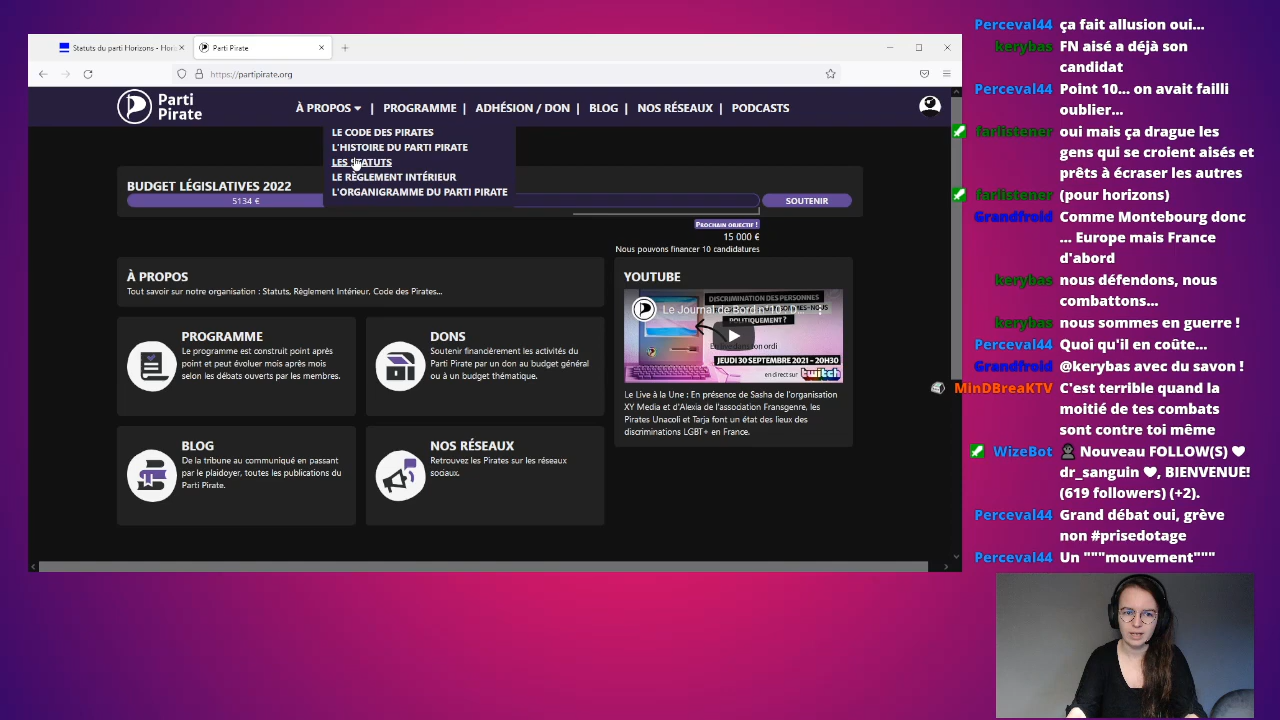 Statuts du parti Horizons - Hori
Parti Pirate
https://partipirate.org
Parti
Pirate
À PROPOS
|
PROGRAMME
|
ADHÉSION / DON
|
BLOG
|
NOS RÉSEAUX
|
PODCASTS
LE CODE DES PIRATES
L'HISTOIRE DU PARTI PIRATE
LES STATUTS
LE RÈGLEMENT INTÉRIEUR
L'ORGANIGRAMME DU PARTI PIRATE
BUDGET LÉGISLATIVES 2022
5134 €
SOUTENIR
PROCHAIN OBJECTIF !
15 000 €
Nous pouvons financer 10 candidatures
À PROPOS
Tout savoir sur notre organisation : Statuts, Règlement Intérieur, Code des Pirates...
PROGRAMME
Le programme est construit point après
point et peut évoluer mois après mois,
selon les débats ouverts par les membres.
DONS
Soutenir financièrement les activités du
Parti Pirate par un don au budget général
ou à un budget thématique.
BLOG
De la tribune au communiqué en passant
par le plaidoyer, toutes les publications du
Parti Pirate.
NOS RÉSEAUX
Retrouvez les Pirates sur les réseaux
sociaux.
YOUTUBE
DISCRIMINATION DES PERSONNES
Le Journal de Bord n°10 : D...
POLITIQUEMENT ?
JEUDI 30 SEPTEMBRE 2021 - 20H30
en direct sur twitch
Le Live à la Une : En présence de Sasha de l'organisation
XY Media et d'Alexia de l'association Fransgenre, les
Pirates Unacoli et Tarja font un état des lieux des
discriminations LGBT+ en France.
Perceval44 ça fait allusion oui...
kerybas FN aisé a déjà son
candidat
Perceval44 Point 10... on avait failli
oublier...
farlistener oui mais ça drague les
gens qui se croient aisés et
prêts à écraser les autres
farlistener (pour horizons)
Grandfroid Comme Montebourg donc
... Europe mais France
d'abord
kerybas nous défendons, nous
combattons...
kerybas nous sommes en guerre !
Perceval44 Quoi qu'il en coûte...
Grandfroid @kerybas avec du savon !
MinDBreaKTV C'est terrible quand la
moitié de tes combats
sont contre toi même
WizeBot Nouveau FOLLOW(S) ♥
dr_sanguin ♥, BIENVENUE!
(619 followers) (+2).
Perceval44 Grand débat oui, grève
non #prisedotage
Perceval44 Un """mouvement"""